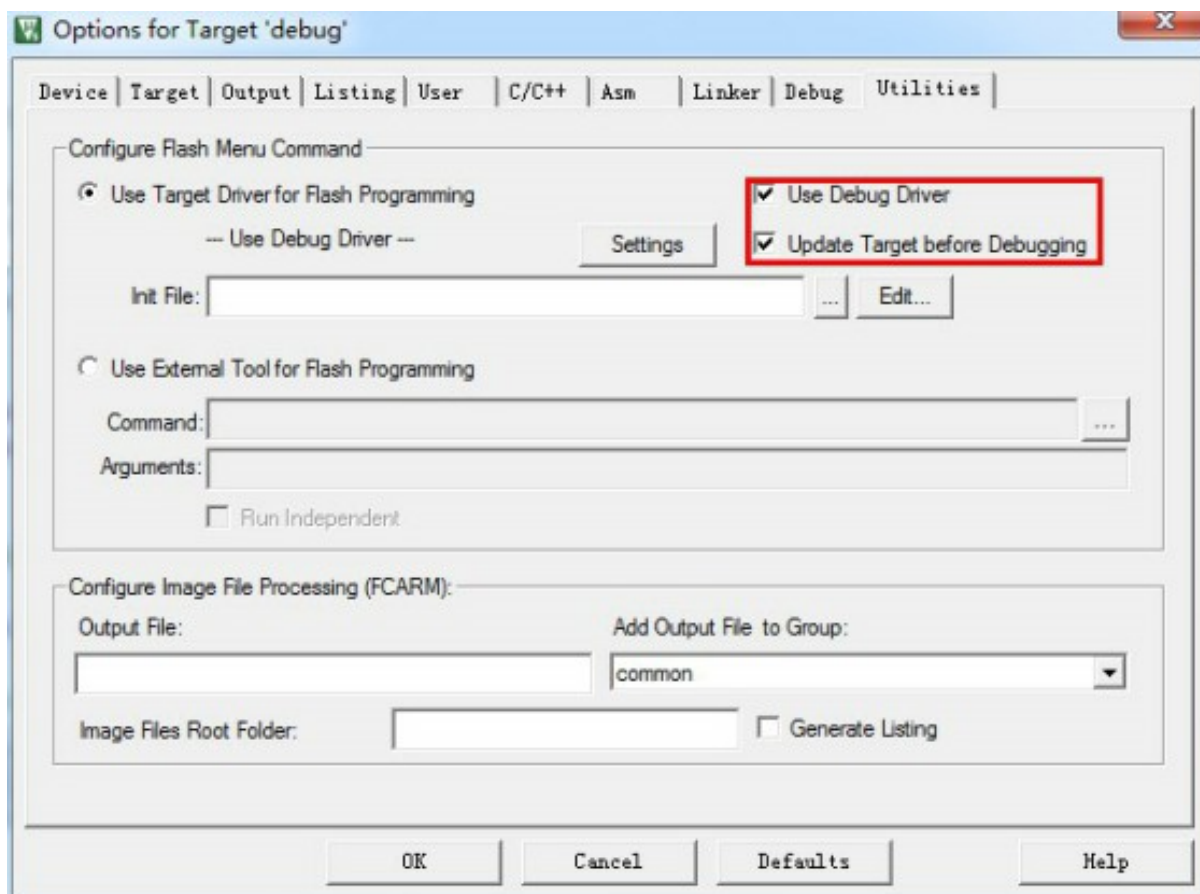 Options for Target 'debug'
Device Target Output Listing User C/C++ Asm Linker Debug Utilities
Configure Flash Menu Command
Use Target Driver for Flash Programming Use Debug Driver
--- Use Debug Driver --- Settings Update Target before Debugging
Init File: ... Edit...
Use External Tool for Flash Programming
Command: ...
Arguments:
Run Independent
Configure Image File Processing (FCARM):
Output File: Add Output File to Group:
common
Image Files Root Folder: Generate Listing
OK Cancel Defaults Help